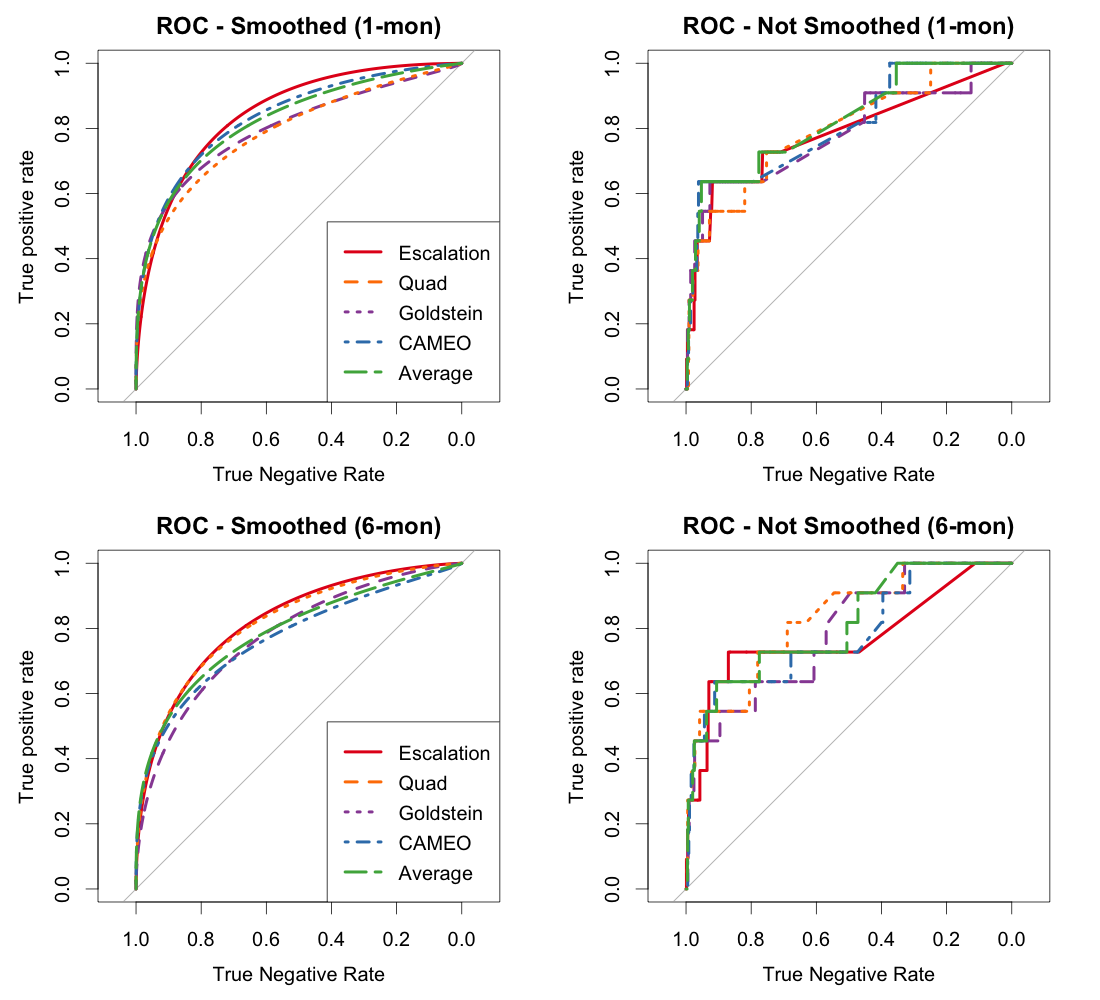 ROC - Smoothed (1-mon)
True positive rate
1.0
0.8
0.6
0.4
0.2
0.0
Escalation
Quad
Goldstein
CAMEO
Average
1.0 0.8 0.6 0.4 0.2 0.0
True Negative Rate
ROC - Not Smoothed (1-mon)
True positive rate
1.0
0.8
0.6
0.4
0.2
0.0
1.0 0.8 0.6 0.4 0.2 0.0
True Negative Rate
ROC - Smoothed (6-mon)
True positive rate
1.0
0.8
0.6
0.4
0.2
0.0
Escalation
Quad
Goldstein
CAMEO
Average
1.0 0.8 0.6 0.4 0.2 0.0
True Negative Rate
ROC - Not Smoothed (6-mon)
True positive rate
1.0
0.8
0.6
0.4
0.2
0.0
1.0 0.8 0.6 0.4 0.2 0.0
True Negative Rate